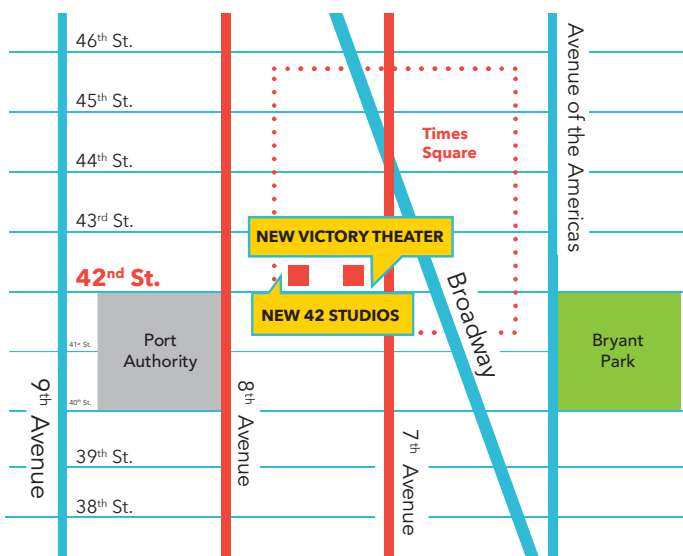 46th St.
45th St.
44th St.
43rd St.
42nd St.
41st St.
40th St.
39th St.
38th St.
Times
Square
NEW VICTORY THEATER
NEW 42 STUDIOS
Port
Authority
Bryant
Park
9th Avenue
8th Avenue
7th Avenue
Broadway
Avenue of the Americas